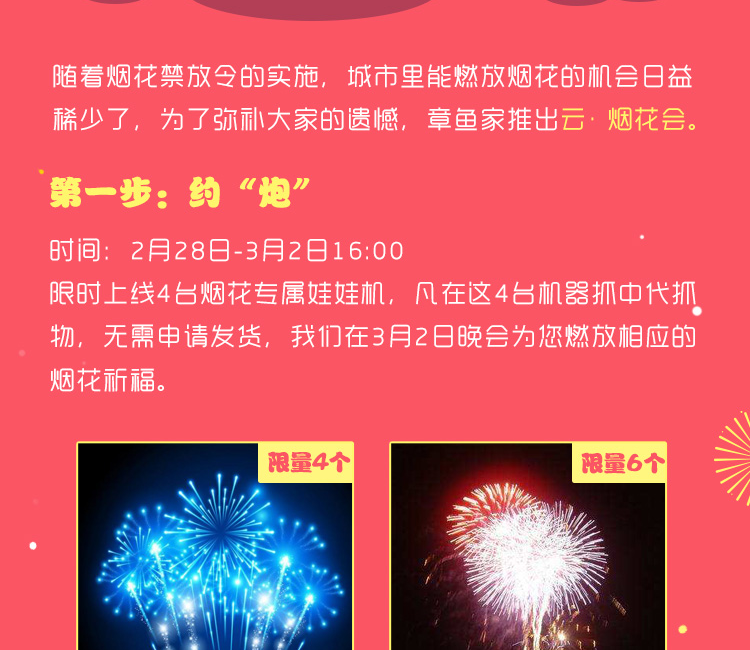 随着烟花禁放令的实施，城市里能燃放烟花的机会日益
稀少了，为了弥补大家的遗憾，章鱼家推出云·烟花会。
第一步：约“炮”
时间：2月28日-3月2日16:00
限时上线4台烟花专属娃娃机，凡在这4台机器抓中代抓
物，无需申请发货，我们在3月2日晚会为您燃放相应的
烟花祈福。
限量4个
限量6个